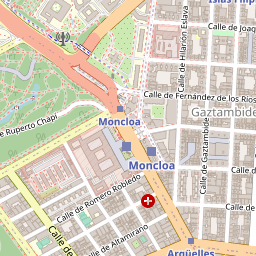 Islas Filip
Calle de Joaq
Calle de Hilarión Eslava
Calle de Fernández de los Ríos
Gaztambide
Moncloa
e Ruperto Chapí
Moncloa
Calle de Gaztambide
Calle de Romero Robledo
Calle de Altamirano
Calle de
Argüelles